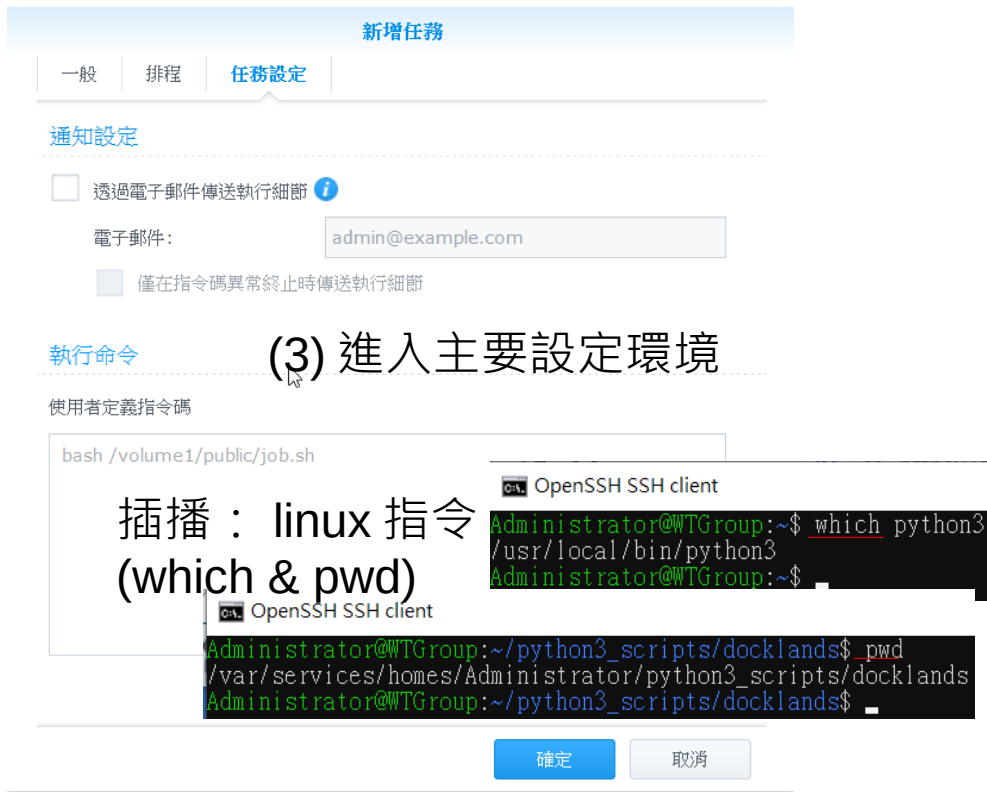 新增任務
一般 排程 任務設定
通知設定
透過電子郵件傳送執行細節
電子郵件:
admin@example.com
僅在指令碼異常終止時傳送執行細節
執行命令
(3) 進入主要設定環境
使用者定義指令碼
bash /volume1/public/job.sh
插播： linux 指令
(which & pwd)
OpenSSH SSH client
Administrator@WTGroup:~$ which python3
/usr/local/bin/python3
Administrator@WTGroup:~$
OpenSSH SSH client
Administrator@WTGroup:~/python3_scripts/docklands$ pwd
/var/services/homes/Administrator/python3_scripts/docklands
Administrator@WTGroup:~/python3_scripts/docklands$
確定 取消